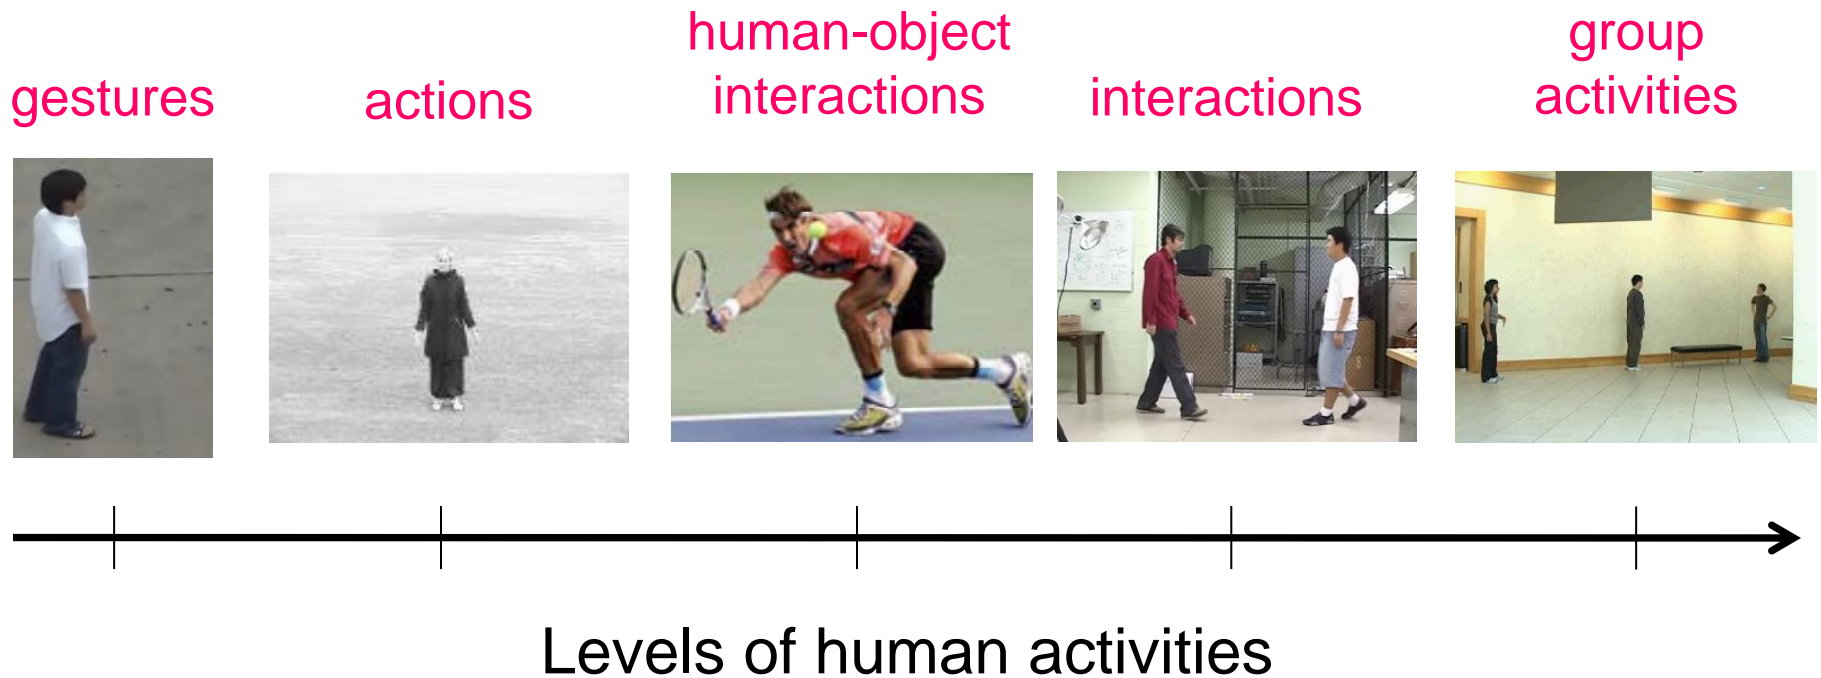 gestures
actions
human-object
interactions
interactions
group
activities
Levels of human activities